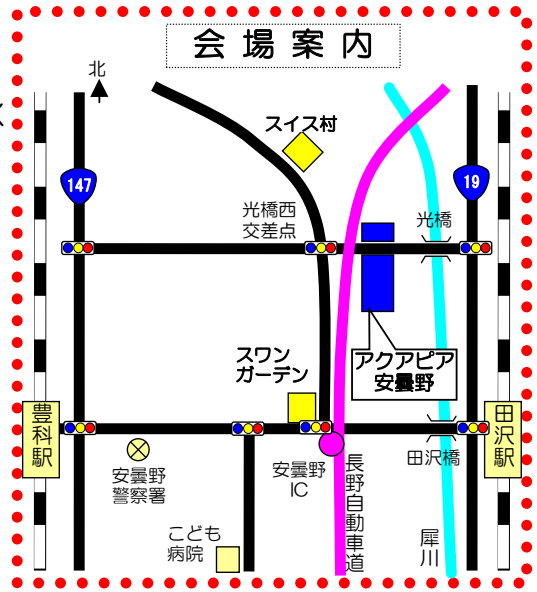 会場案内
北
スイス村
147
19
光橋西
交差点
光橋
スワン
ガーデン
アクアピア
安曇野
豊科駅
田沢駅
安曇野
警察署
安曇野
IC
長野自動車道
田沢橋
こども
病院
犀川